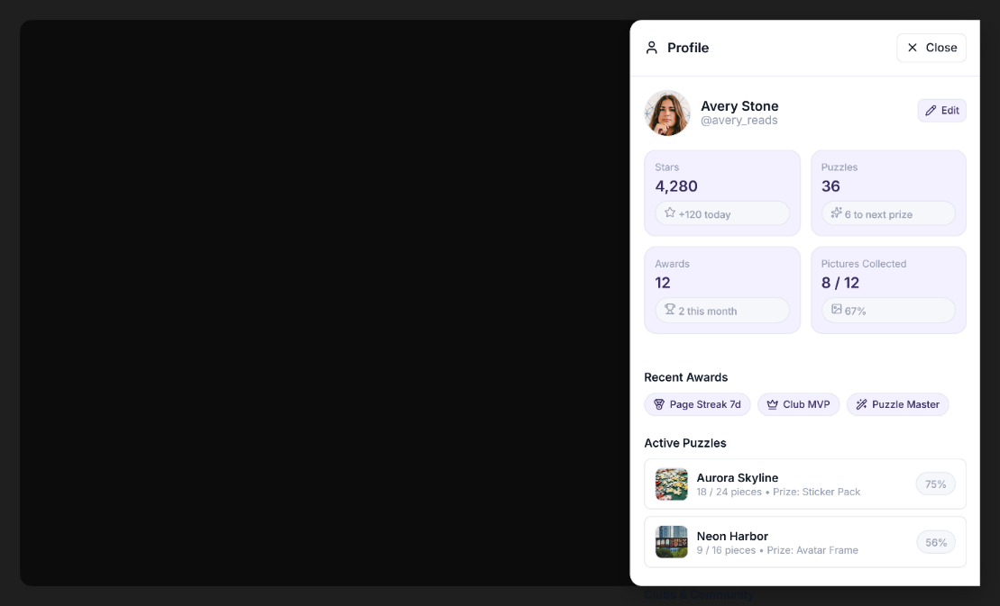 Profile
Close
Avery Stone
@avery_reads
Edit
Stars
4,280
+120 today
Puzzles
36
6 to next prize
Awards
12
2 this month
Pictures Collected
8 / 12
67%
Recent Awards
Page Streak 7d
Club MVP
Puzzle Master
Active Puzzles
Aurora Skyline
18 / 24 pieces • Prize: Sticker Pack
75%
Neon Harbor
9 / 16 pieces • Prize: Avatar Frame
56%
Clubs & Community